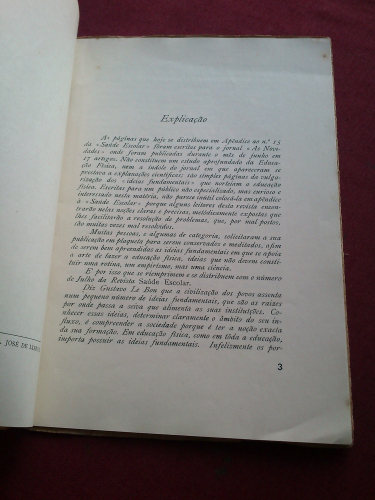 Explicação
As páginas que hoje se distribuem em Apêndice ao n.º 15
da «Saúde Escolar» foram escritas para o jornal «As Novi-
dades» onde foram publicadas durante o mês de junho em
17 artigos. Não constituem um estudo aprofundado da Educa-
ção Física, nem a índole do jornal em que apareceram se
prestava a explanações científicas: são simples páginas de vulga-
rização das «ideias fundamentais» que norteiam a educação
física. Escritas para um público não especializado, mas curioso e
interessado nesta matéria, não parece inútil colocá-las em apêndice
à «Saúde Escolar» porque alguns leitores desta revista encon-
trarão nelas noções claras e precisas, metòdicamente expostas que
lhes facilitarão a resolução de problemas, que, por mal postos,
são muitas vezes mal resolvidos.
Muitas pessoas, e algumas de categoria, solicitaram a sua
publicação em plaquete para serem conservados e meditados, afim
de serem bem apreendidas as ideias fundamentais em que se apoia
a arte de fazer a educação física, ideias que não devem consti-
tuir uma rotina, um empirismo, mas uma ciência.
E' por isso que se reimprimem e se distribuem com o número
de Julho da Revista Saúde Escolar.
Diz Gustavo Le Bon que a civilização dos povos assenta
num pequeno número de ideias fundamentais, que são as raízes
por onde passa a seiva que alimenta as suas instituições. Co-
nhecer essas ideias, determinar claramente o âmbito do seu in-
fluxo, é compreender a sociedade porque é ter a noção exacta
da sua formação. Em educação física, como em tôda a educação,
importa possuir as ideias fundamentais. Infelizmente os por-
3
JOSÉ DE